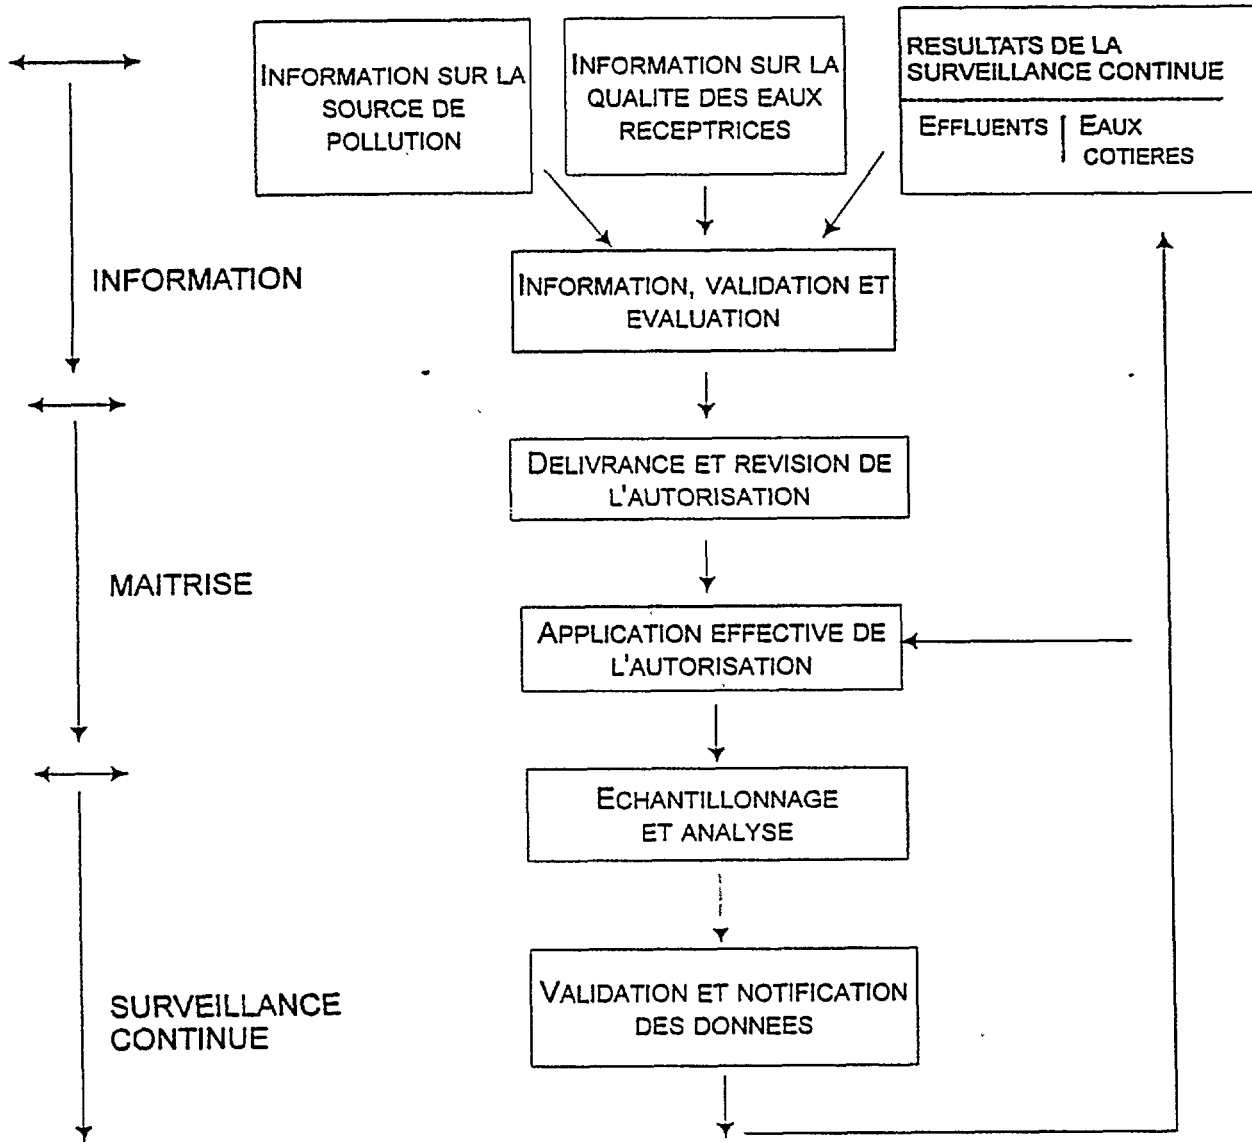 INFORMATION SUR LA
SOURCE DE
POLLUTION
INFORMATION SUR LA
QUALITE DES EAUX
RECEPTRICES
RESULTATS DE LA
SURVEILLANCE CONTINUE
EFFLUENTS
EAUX
COTIERES
INFORMATION
INFORMATION, VALIDATION ET
EVALUATION
DELIVRANCE ET REVISION DE
L'AUTORISATION
MAITRISE
APPLICATION EFFECTIVE DE
L'AUTORISATION
ECHANTILLONNAGE
ET ANALYSE
SURVEILLANCE
CONTINUE
VALIDATION ET NOTIFICATION
DES DONNEES